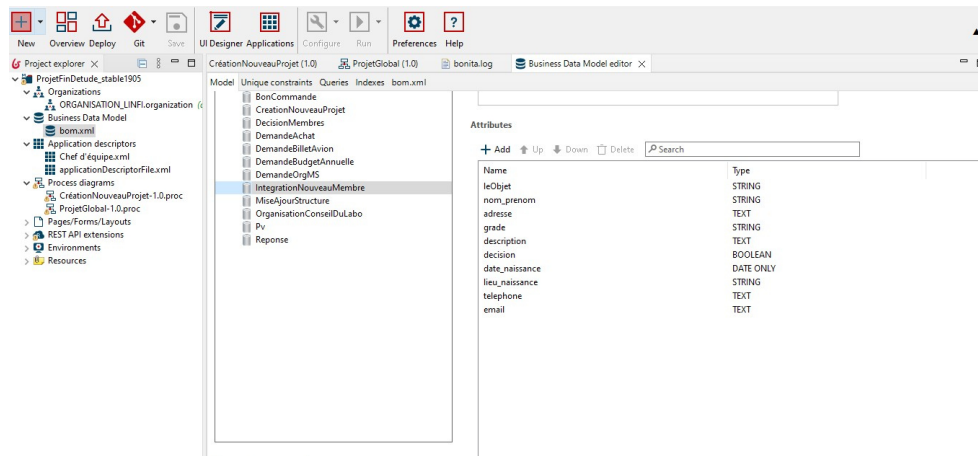 New Overview Deploy Git Save UI Designer Applications Configure Run Preferences Help
Project explorer
ProjetFinDetude_stable1905
Organizations
ORGANISATION_LINFI.organization
Business Data Model
bom.xml
Application descriptors
Chef d'équipe.xml
applicationDescriptorFile.xml
Process diagrams
CréationNouveauProjet-1.0.proc
ProjetGlobal-1.0.proc
Pages/Forms/Layouts
REST API extensions
Environments
Resources
CréationNouveauProjet (1.0) ProjetGlobal (1.0) bonita.log Business Data Model editor
Model Unique constraints Queries Indexes bom.xml
BonCommande
CreationNouveauProjet
DecisionMembres
DemandeAchat
DemandeBilletAvion
DemandeBudgetAnnuelle
DemandeOrgMS
IntegrationNouveauMembre
MiseAjourStructure
OrganisationConseilDuLabo
Pv
Reponse
Attributes
Add Up Down Delete Search
Name Type
leObjet STRING
nom_prenom STRING
adresse TEXT
grade STRING
description TEXT
decision BOOLEAN
date_naissance DATE ONLY
lieu_naissance STRING
telephone TEXT
email TEXT